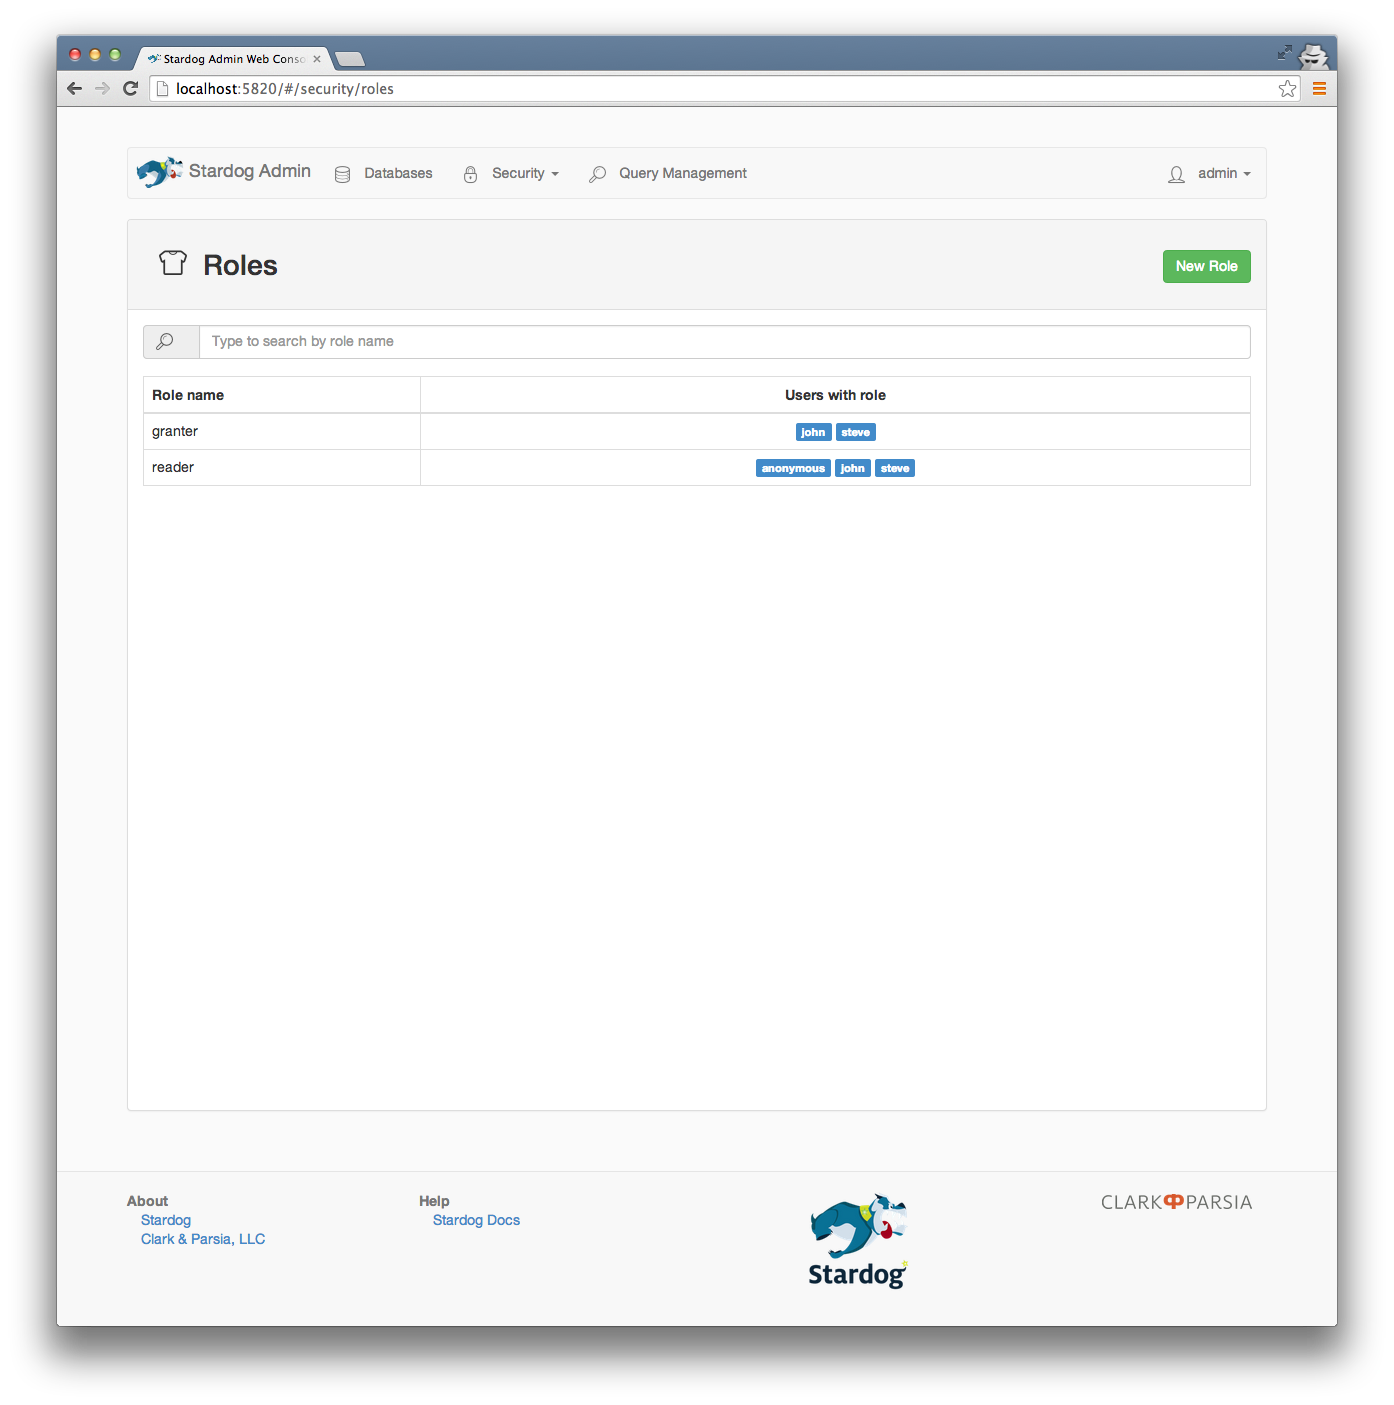 Stardog Admin Web Conso
localhost:5820/#/security/roles
Stardog Admin Databases Security Query Management admin
Roles New Role
Type to search by role name
Role name Users with role
granter john steve
reader anonymous john steve
About Help CLARK PARSIA
Stardog Stardog Docs
Clark & Parsia, LLC
Stardog